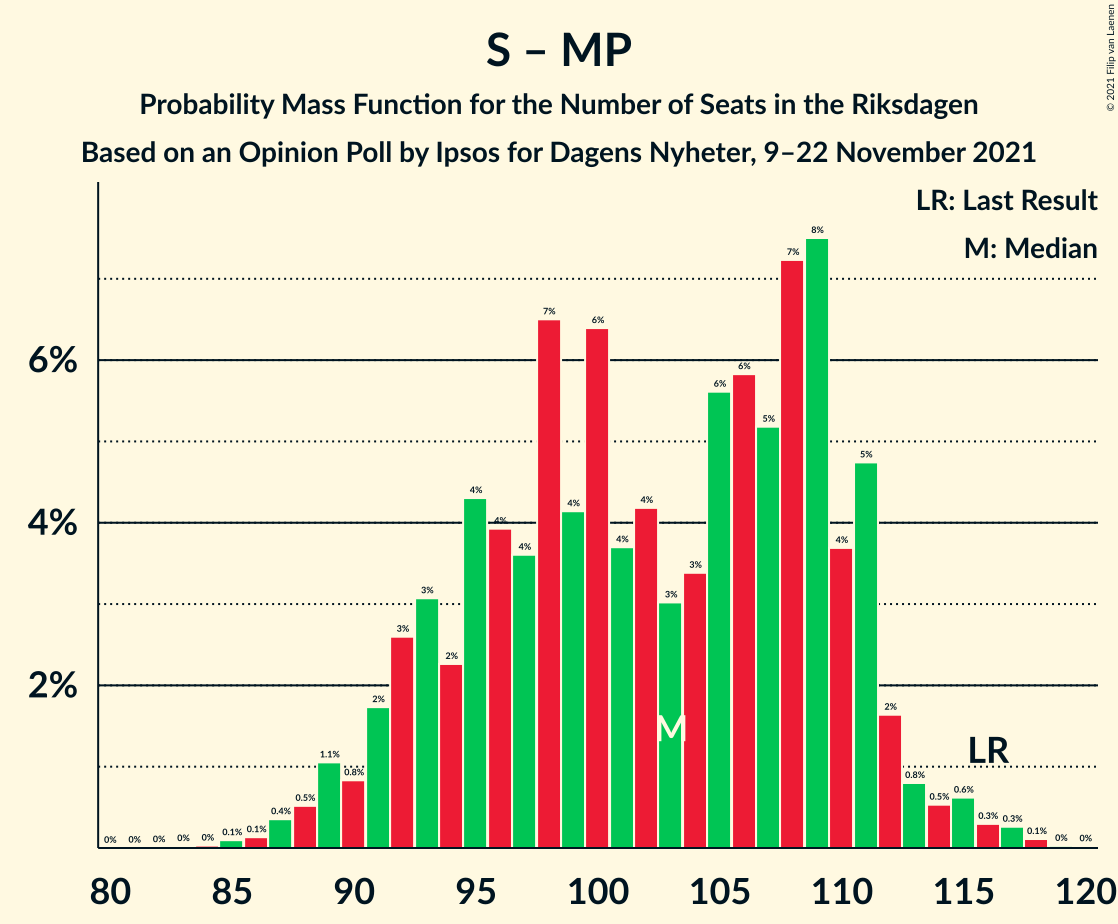 S – MP
Probability Mass Function for the Number of Seats in the Riksdagen
Based on an Opinion Poll by Ipsos for Dagens Nyheter, 9–22 November 2021
© 2021 Filip van Laenen
LR: Last Result
M: Median
6%
4%
2%
0% 0% 0% 0% 0% 0.1% 0.1% 0.4% 0.5% 1.1% 0.8% 2% 3% 3% 2% 4% 4% 4% 7% 4% 6% 4% 4% 3% 3% 6% 6% 5% 7% 8% 4% 5% 2% 0.8% 0.5% 0.6% 0.3% 0.3% 0.1% 0% 0%
M
LR
80 85 90 95 100 105 110 115 120